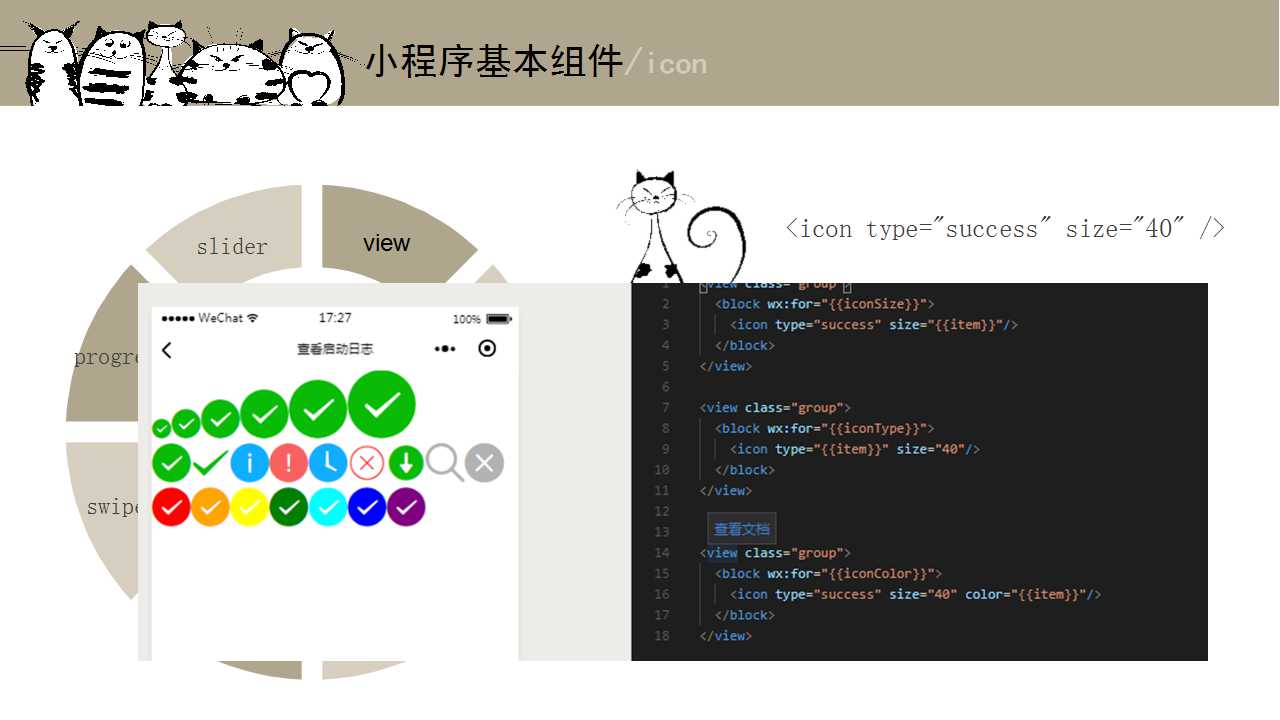 小程序基本组件/icon
slider
view
<icon type="success" size="40" />
progre
swipe
WeChat
17:27
100%
查看启动日志
1 <view class="group">
2 <block wx:for="{{iconSize}}">
3 <icon type="success" size="{{item}}"/>
4 </block>
5 </view>
6
7 <view class="group">
8 <block wx:for="{{iconType}}">
9 <icon type="{{item}}" size="40"/>
10 </block>
11 </view>
12
13 查看文档
14 <view class="group">
15 <block wx:for="{{iconColor}}">
16 <icon type="success" size="40" color="{{item}}"/>
17 </block>
18 </view>